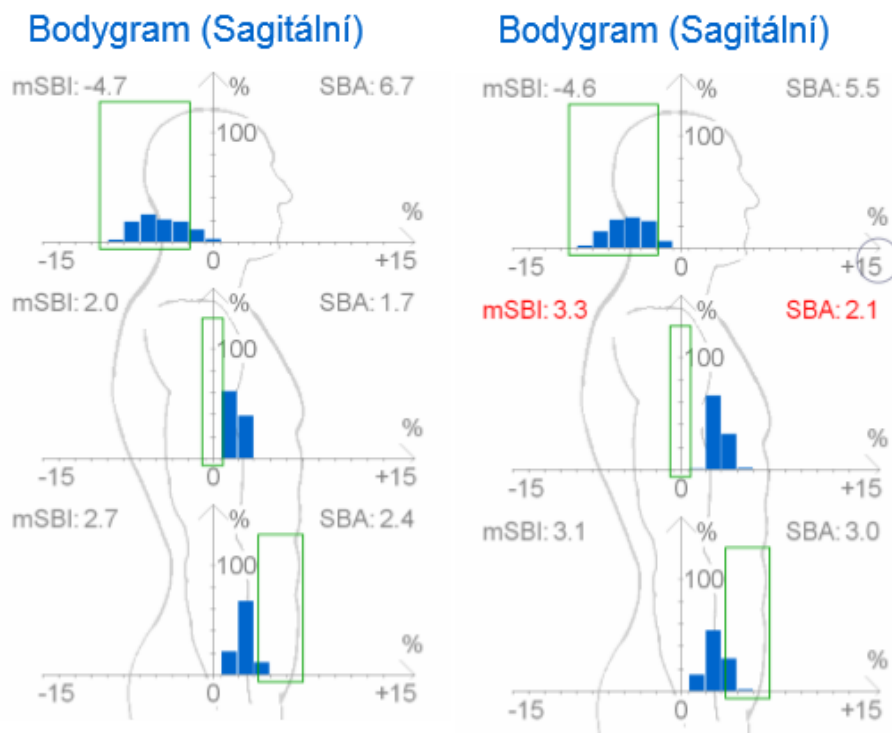 Bodygram (Sagitální)
mSBI: -4.7 % SBA: 6.7
100
%
-15 0 +15
mSBI: 2.0 % SBA: 1.7
100
%
-15 0 +15
mSBI: 2.7 % SBA: 2.4
100
%
-15 0 +15
Bodygram (Sagitální)
mSBI: -4.6 % SBA: 5.5
100
%
-15 0 +15
mSBI: 3.3 % SBA: 2.1
100
%
-15 0 +15
mSBI: 3.1 % SBA: 3.0
100
%
-15 0 +15